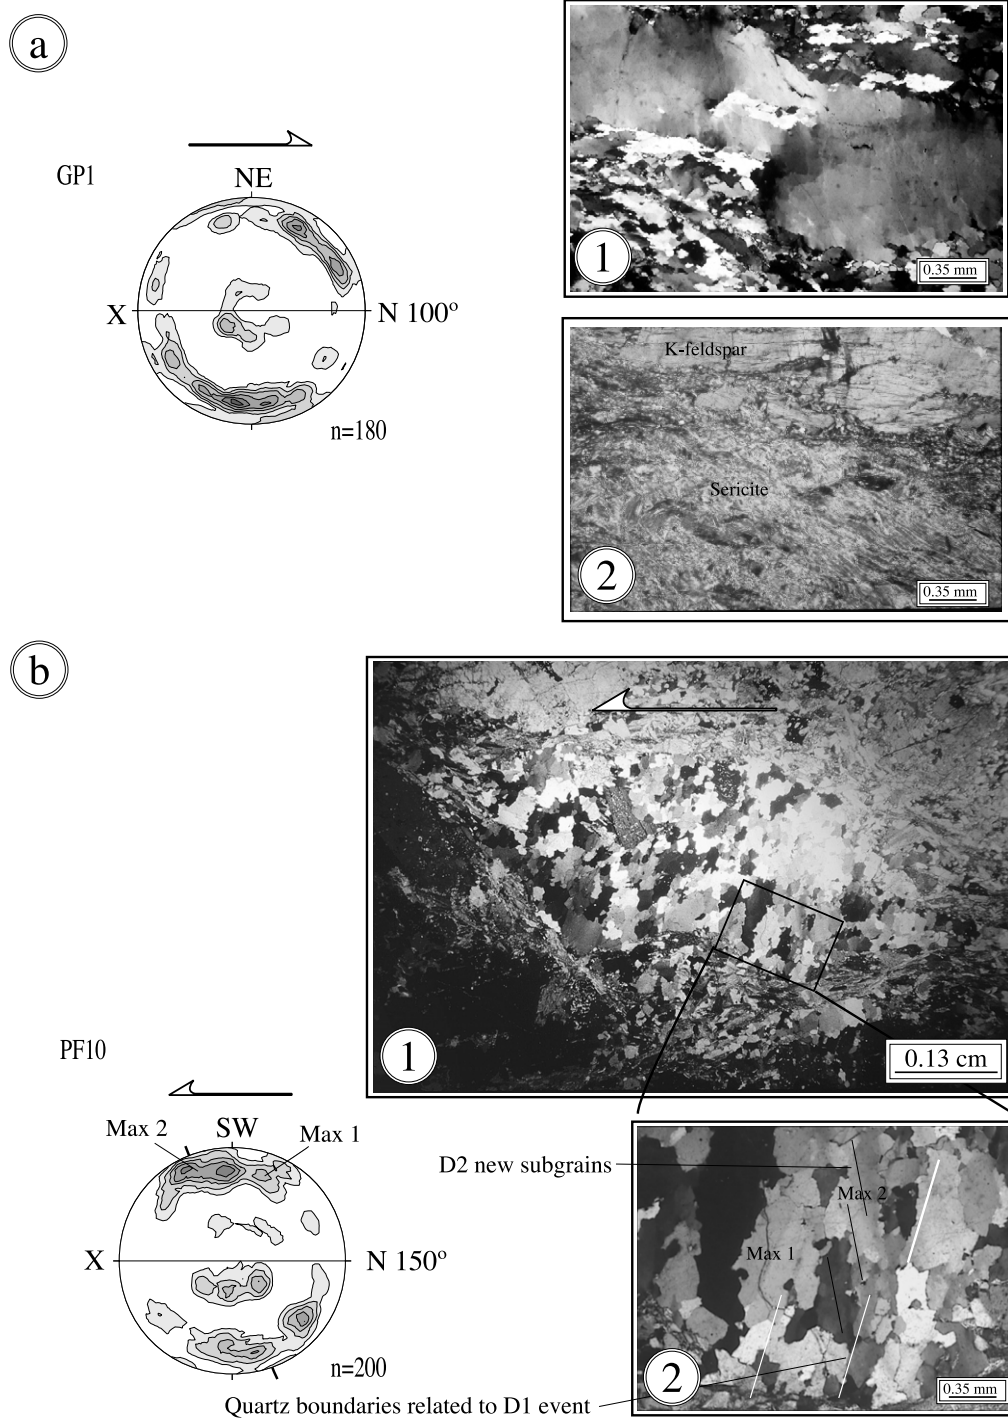 a
GP1
NE
X
N 100°
n=180
1
0.35 mm
K-feldspar
Sericite
2
0.35 mm
b
1
0.13 cm
PF10
Max 2
SW
Max 1
X
N 150°
n=200
D2 new subgrains
Max 2
Max 1
2
0.35 mm
Quartz boundaries related to D1 event